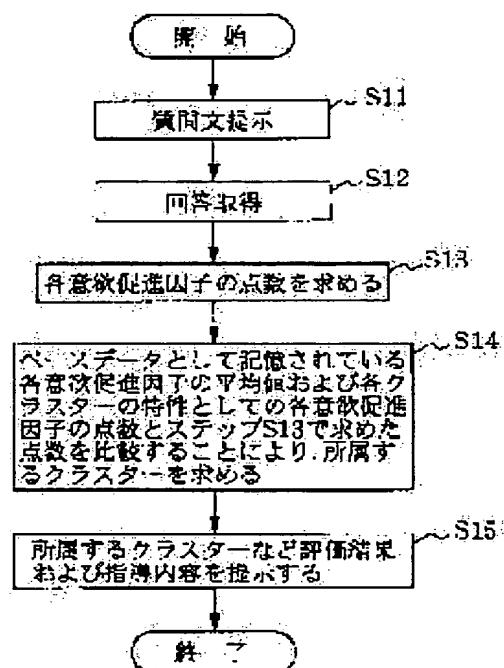 開 始
S11
質問文提示
S12
回答取得
S13
各意欲促進因子の点数を求める
S14
ベースデータとして記憶されている
各意欲促進因子の平均値および各ク
ラスターの特性としての各意欲促進
因子の点数とステップS13で求めた
点数を比較することにより、所属す
るクラスターを求める
S15
所属するクラスターなど評価結果
および指導内容を提示する
終 了